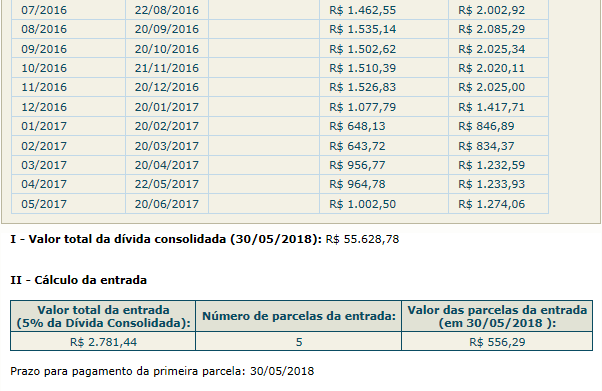 07/2016 22/08/2016 R$ 1.462,55 R$ 2.002,92
08/2016 20/09/2016 R$ 1.535,14 R$ 2.085,29
09/2016 20/10/2016 R$ 1.502,62 R$ 2.025,34
10/2016 21/11/2016 R$ 1.510,39 R$ 2.020,11
11/2016 20/12/2016 R$ 1.526,83 R$ 2.025,00
12/2016 20/01/2017 R$ 1.077,79 R$ 1.417,71
01/2017 20/02/2017 R$ 648,13 R$ 846,89
02/2017 20/03/2017 R$ 643,72 R$ 834,37
03/2017 20/04/2017 R$ 956,77 R$ 1.232,59
04/2017 22/05/2017 R$ 964,78 R$ 1.233,93
05/2017 20/06/2017 R$ 1.002,50 R$ 1.274,06
I - Valor total da dívida consolidada (30/05/2018): R$ 55.628,78
II - Cálculo da entrada
Valor total da entrada
(5% da Dívida Consolidada):
Número de parcelas da entrada:
Valor das parcelas da entrada
(em 30/05/2018 ):
R$ 2.781,44 5 R$ 556,29
Prazo para pagamento da primeira parcela: 30/05/2018